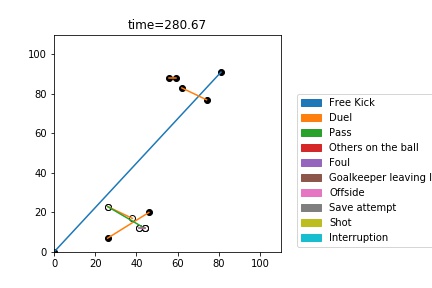 time=280.67
100
80
60
40
20
0
0 20 40 60 80 100
Free Kick
Duel
Pass
Others on the ball
Foul
Goalkeeper leaving l
Offside
Save attempt
Shot
Interruption